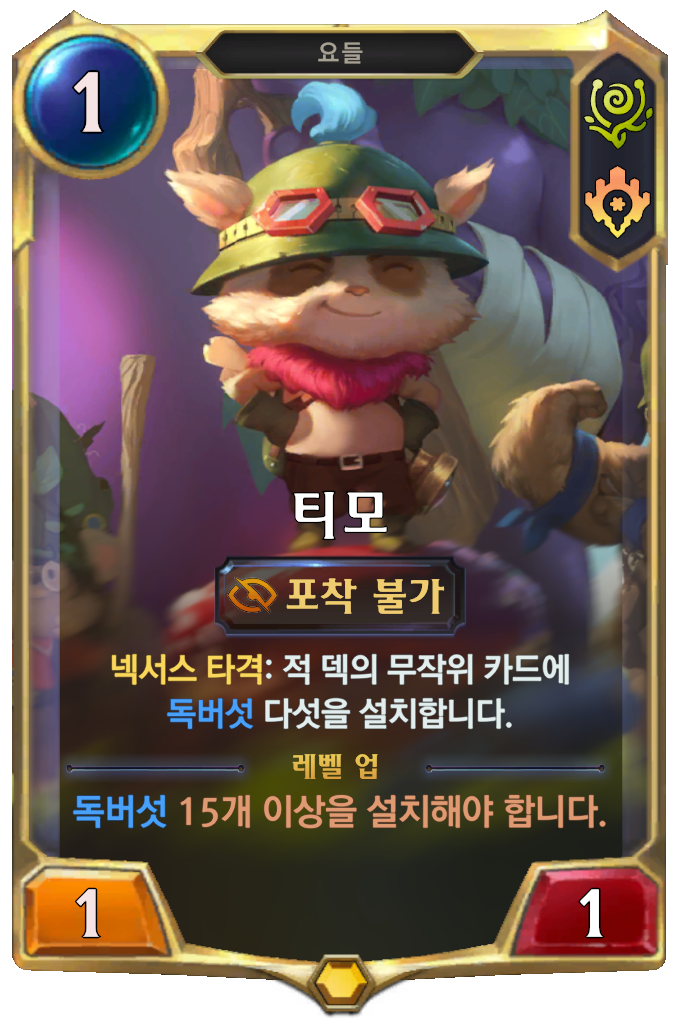 요들
1
티모
포착 불가
넥서스 타격: 적 덱의 무작위 카드에
독버섯 다섯을 설치합니다.
레벨 업
독버섯 15개 이상을 설치해야 합니다.
1
1